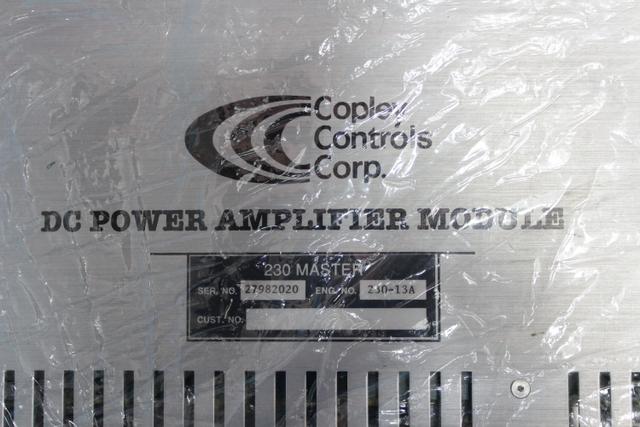 Copley
Controls
Corp.
DC POWER AMPLIFIER MODULE
230 MASTER
SER. NO. 27982020 ENG. NO. 230-13A
CUST. NO.